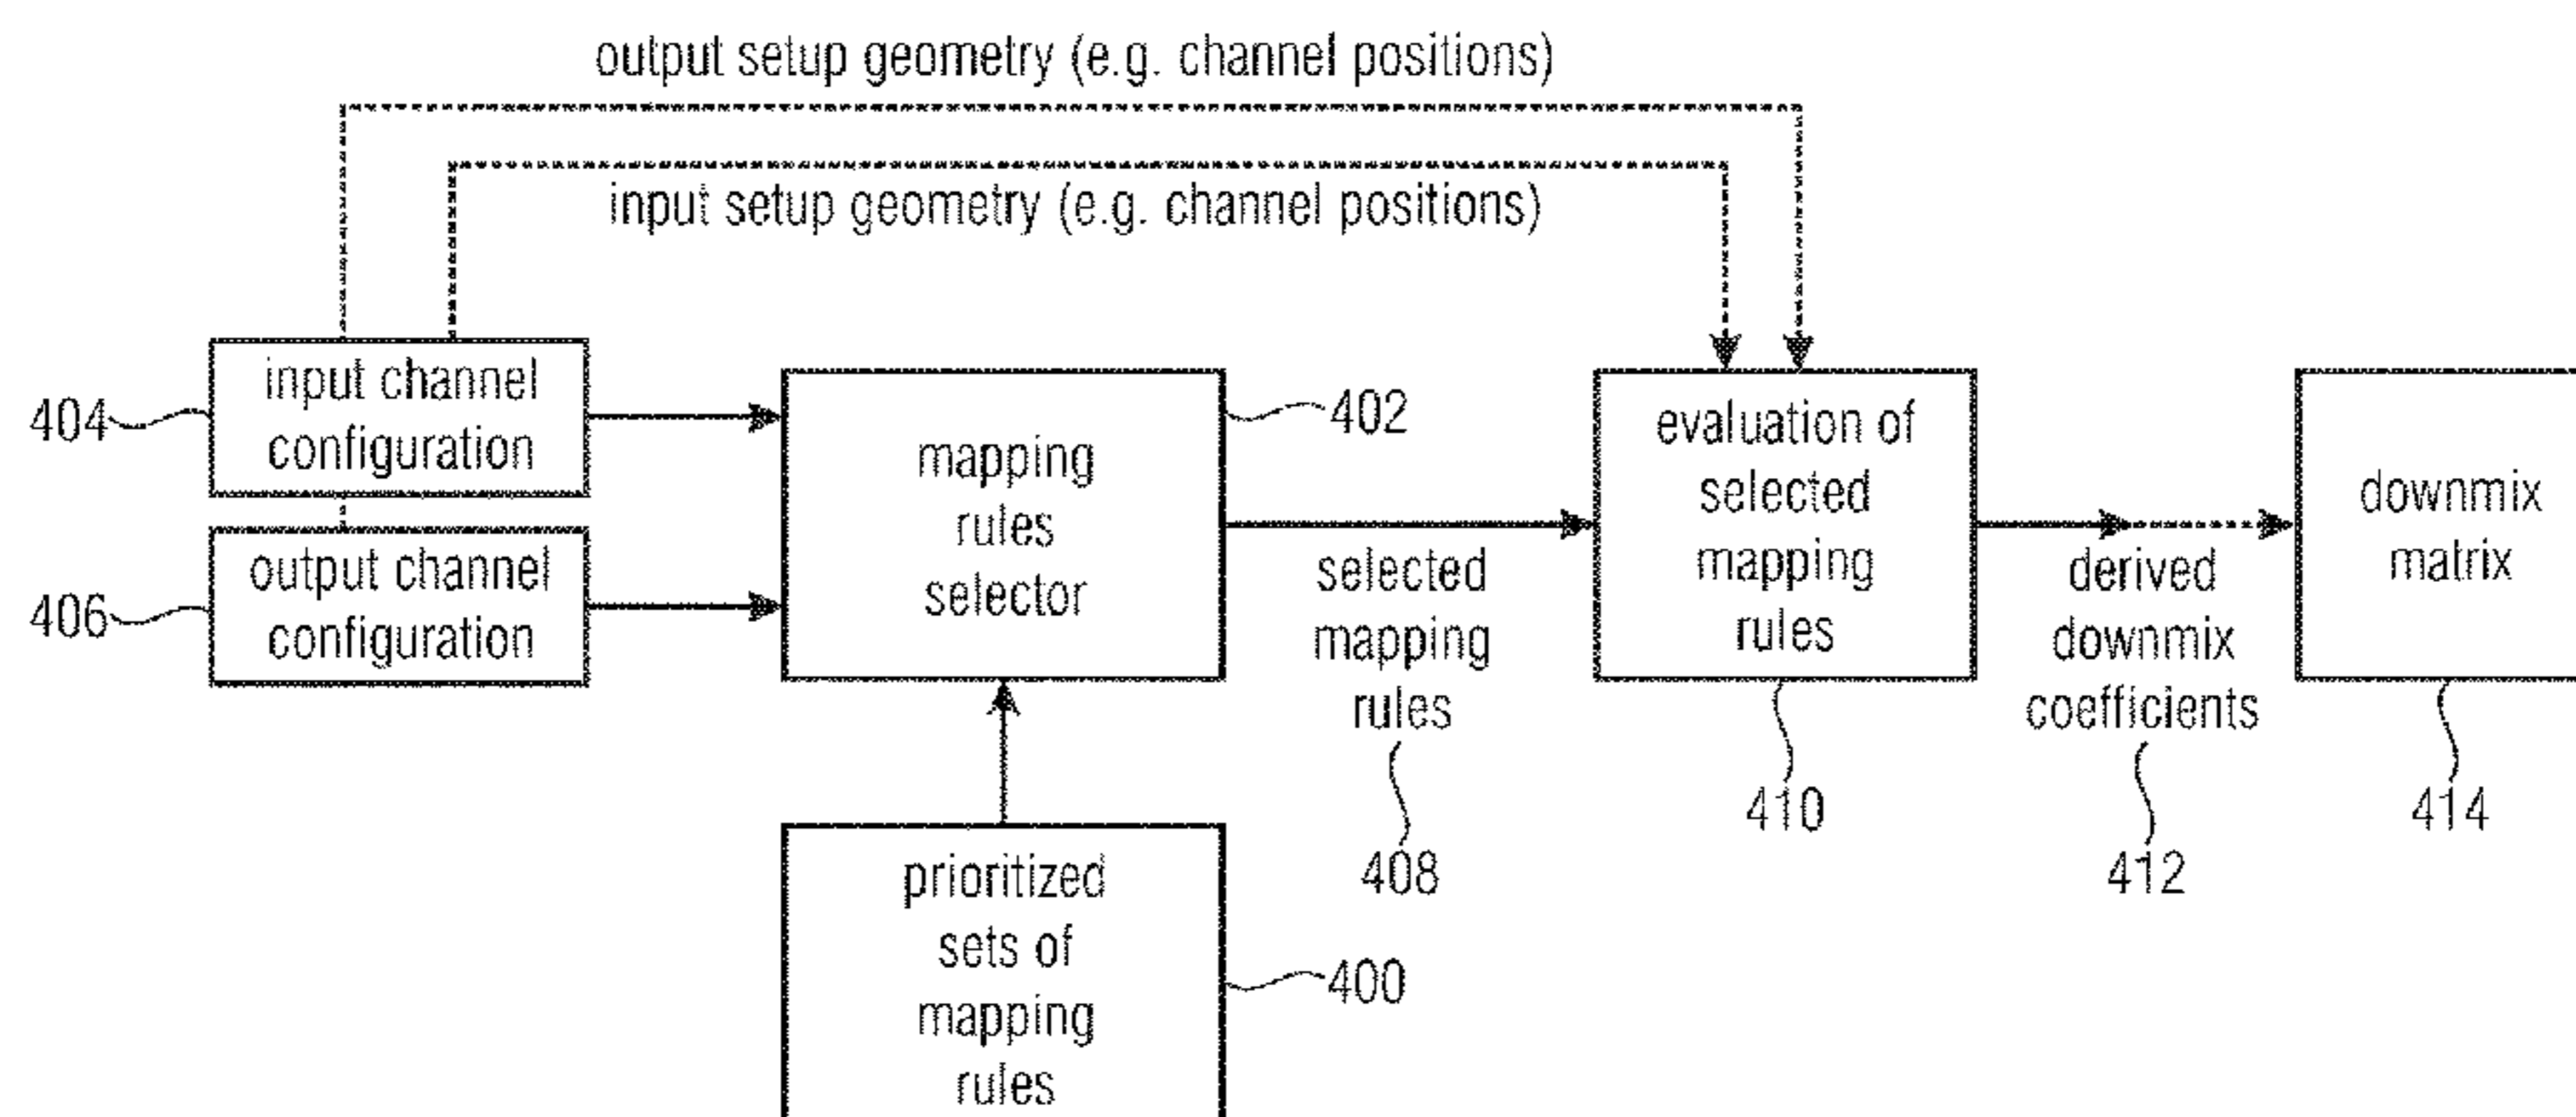 output setup geometry (e.g. channel positions)
input setup geometry (e.g. channel positions)
404
input channel
configuration
406
output channel
configuration
mapping
rules
selector
402
selected
mapping
rules
408
evaluation of
selected
mapping
rules
410
derived
downmix
coefficients
412
downmix
matrix
414
prioritized
sets of
mapping
rules
400